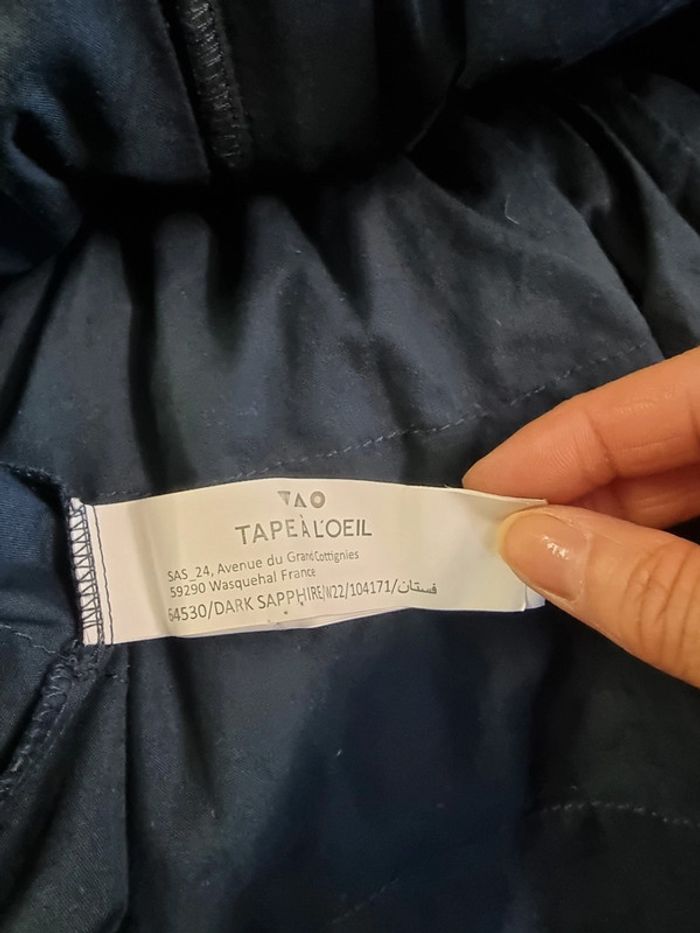 TAO
TAPE À L'OEIL
SAS_24, Avenue du Grand Cottignies
59290 Wasquehal France
64530/DARK SAPPHIRE/W22/104171/فستان